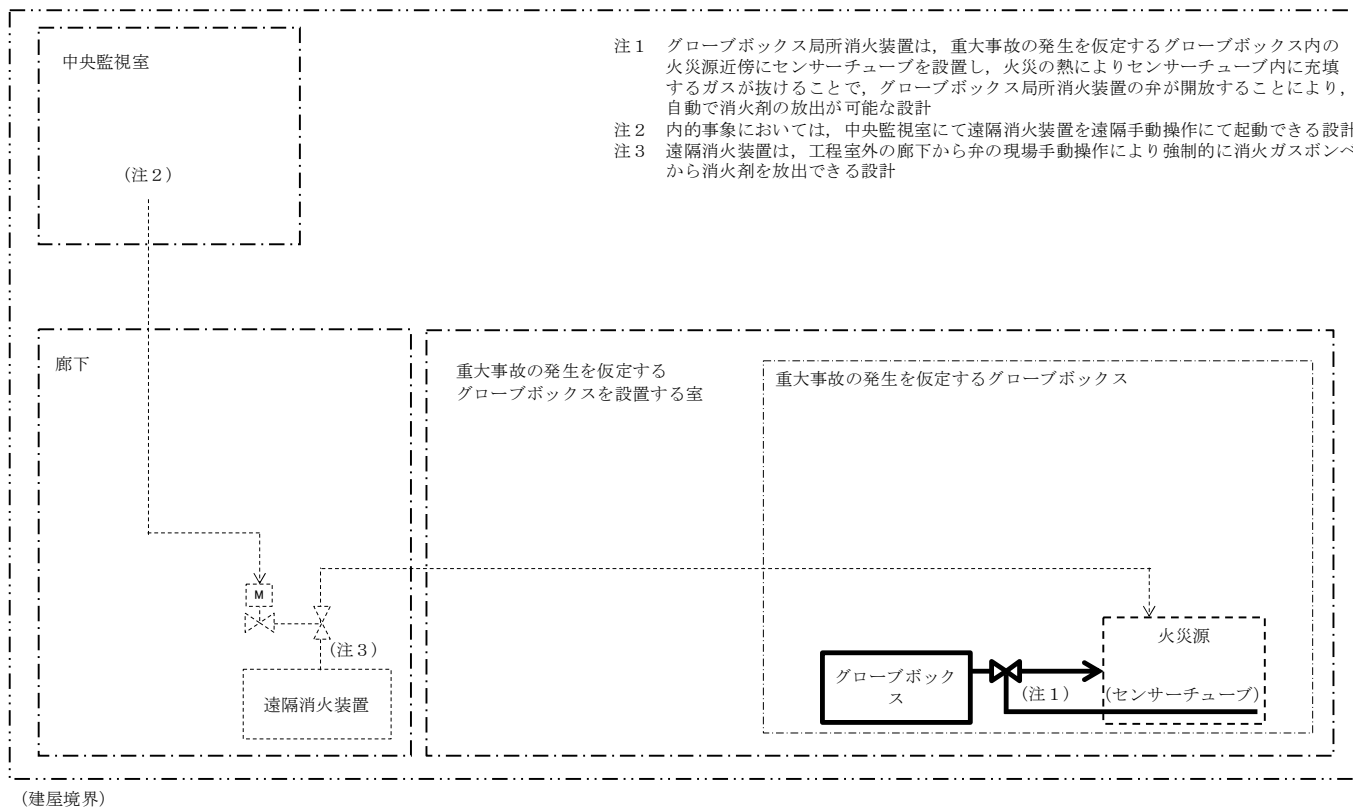 中央監視室
(注2)
注1 グローブボックス局所消火装置は，重大事故の発生を仮定するグローブボックス内の
火災源近傍にセンサーチューブを設置し，火災の熱によりセンサーチューブ内に充填
するガスが抜けることで，グローブボックス局所消火装置の弁が開放することにより，
自動で消火剤の放出が可能な設計
注2 内的事象においては，中央監視室にて遠隔消火装置を遠隔手動操作にて起動できる設計
注3 遠隔消火装置は，工程室外の廊下から弁の現場手動操作により強制的に消火ガスボンベ
から消火剤を放出できる設計
廊下
M
(注3)
遠隔消火装置
重大事故の発生を仮定する
グローブボックスを設置する室
重大事故の発生を仮定するグローブボックス
グローブボック
ス
(注1)
火災源
(センサーチューブ)
(建屋境界)